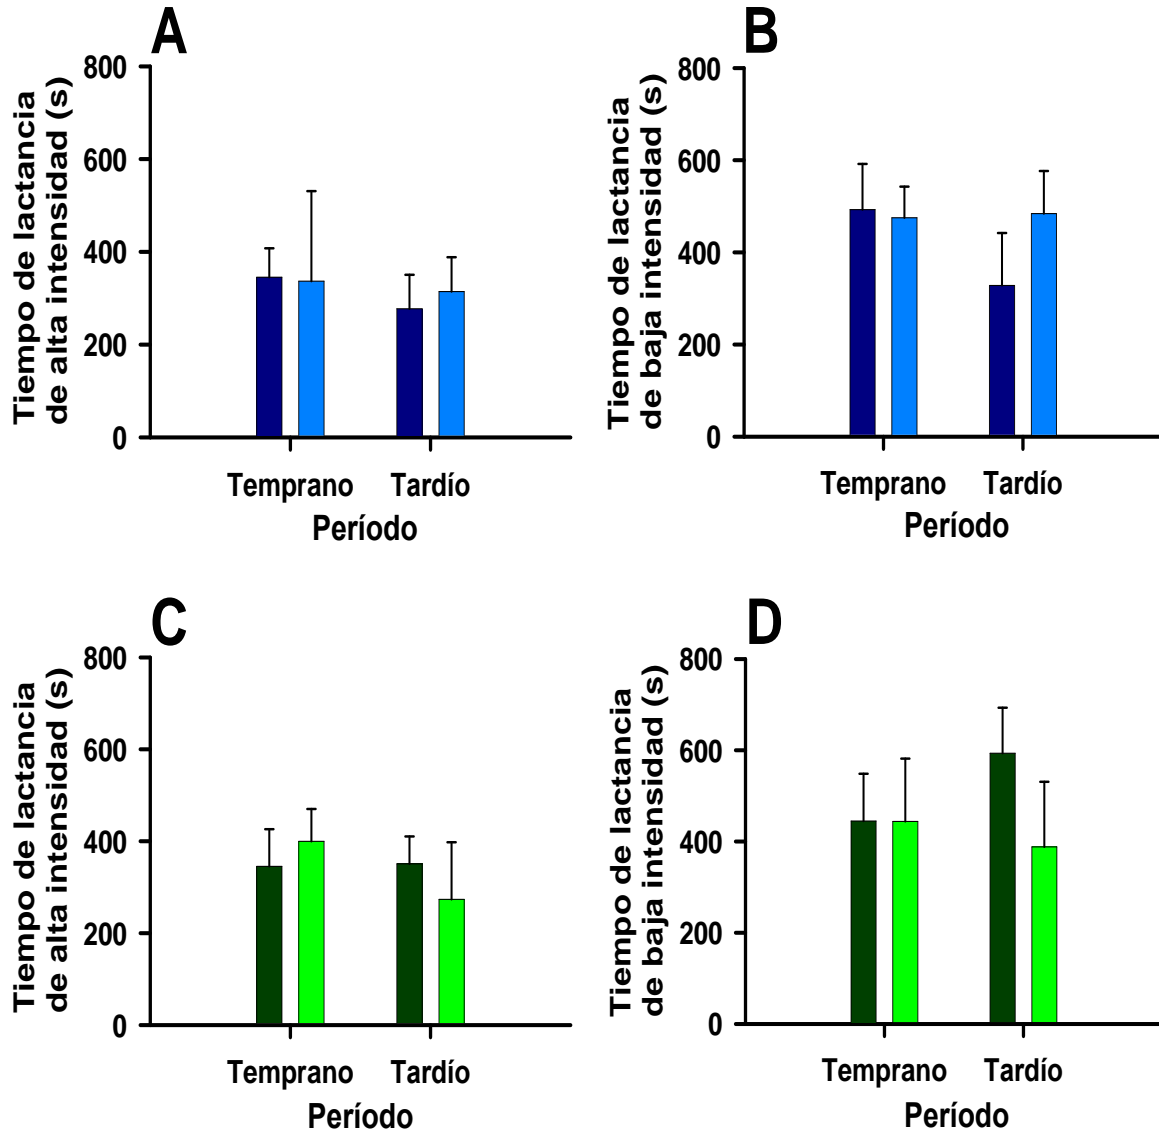 A
Tiempo de lactancia
de alta intensidad (s)
800
600
400
200
0
Temprano Tardío
Período
B
Tiempo de lactancia
de baja intensidad (s)
800
600
400
200
0
Temprano Tardío
Período
C
Tiempo de lactancia
de alta intensidad (s)
800
600
400
200
0
Temprano Tardío
Período
D
Tiempo de lactancia
de baja intensidad (s)
800
600
400
200
0
Temprano Tardío
Período